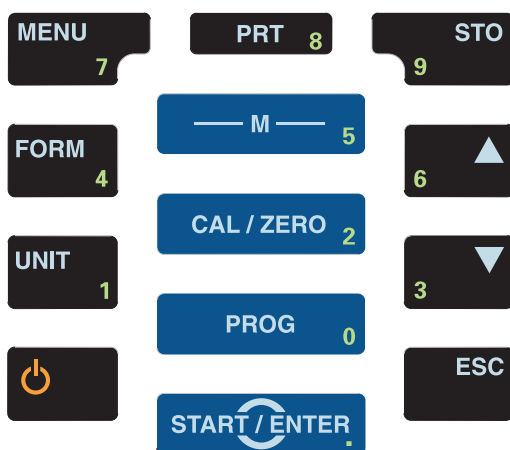 MENU 7
PRT 8
STO 9
M 5
FORM 4
6
CAL / ZERO 2
UNIT 1
3
PROG 0
ESC
START / ENTER .